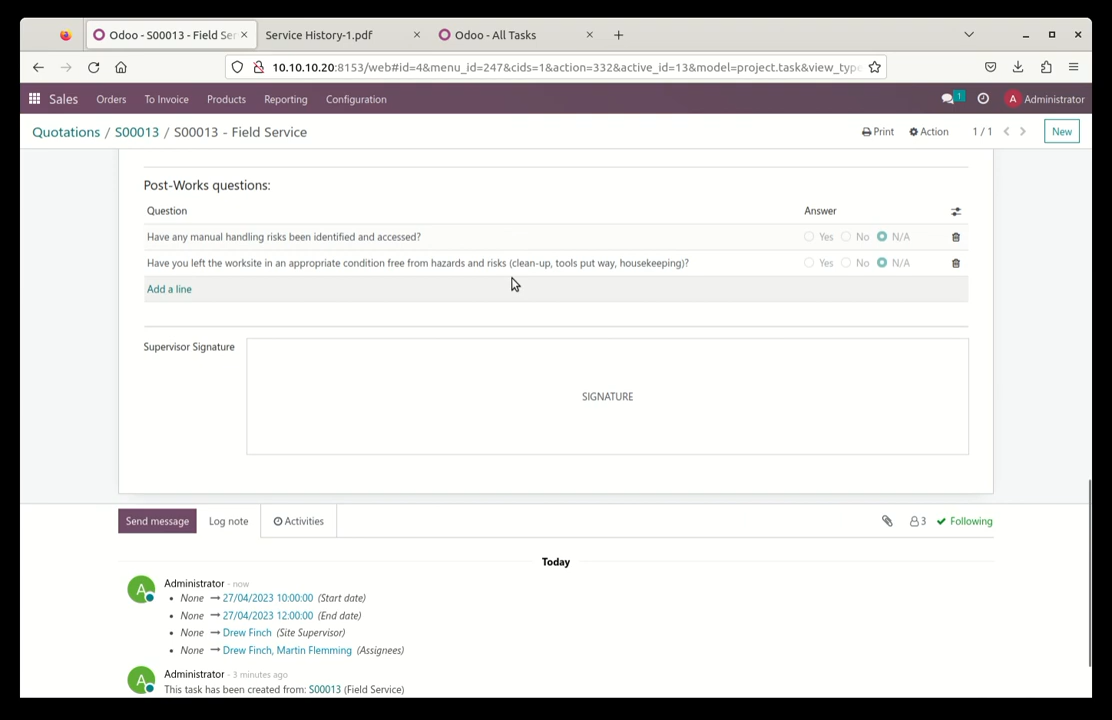 Odoo - S00013 - Field Ser
Service History-1.pdf
Odoo - All Tasks
10.10.10.20:8153/web#id=4&menu_id=247&cids=1&action=332&active_id=13&model=project.task&view_typ
Sales Orders To Invoice Products Reporting Configuration 1 A Administrator
Quotations / S00013 / S00013 - Field Service Print Action 1 / 1 New
Post-Works questions:
Question Answer
Have any manual handling risks been identified and accessed? Yes No N/A
Have you left the worksite in an appropriate condition free from hazards and risks (clean-up, tools put way, housekeeping)? Yes No N/A
Add a line
Supervisor Signature
SIGNATURE
Send message Log note Activities 3 Following
Today
A
Administrator - now
None → 27/04/2023 10:00:00 (Start date)
None → 27/04/2023 12:00:00 (End date)
None → Drew Finch (Site Supervisor)
None → Drew Finch, Martin Flemming (Assignees)
A
Administrator - 3 minutes ago
This task has been created from: S00013 (Field Service)